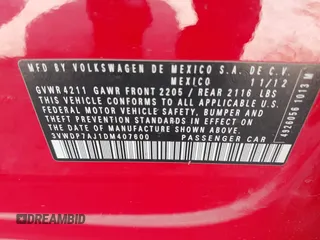 MFD. BY VOLKSWAGEN DE MEXICO S.A. DE C.V.
MEXICO 11/12
GVWR 4211 GAWR FRONT 2205 / REAR 2116 LBS
THIS VEHICLE CONFORMS TO ALL APPLICABLE
FEDERAL MOTOR VEHICLE SAFETY, BUMPER AND
THEFT PREVENTION STANDARDS IN EFFECT ON
THE DATE OF MANUFACTURE SHOWN ABOVE
3VWDP7AJ1DM407600 PASSENGER CAR
4926056 1013 M
DREAMBID